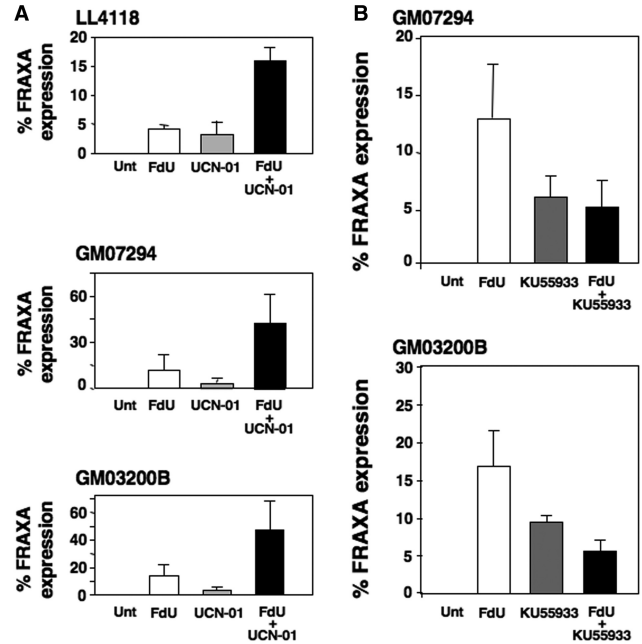 A
LL4118
% FRAXA
expression
20
15
10
5
0
Unt FdU UCN-01 FdU
+
UCN-01
GM07294
% FRAXA
expression
60
30
0
Unt FdU UCN-01 FdU
+
UCN-01
GM03200B
% FRAXA
expression
60
40
20
0
Unt FdU UCN-01 FdU
+
UCN-01
B
GM07294
% FRAXA expression
20
15
10
5
0
Unt FdU KU55933 FdU
+
KU55933
GM03200B
% FRAXA expression
30
25
20
15
10
5
0
Unt FdU KU55933 FdU
+
KU55933